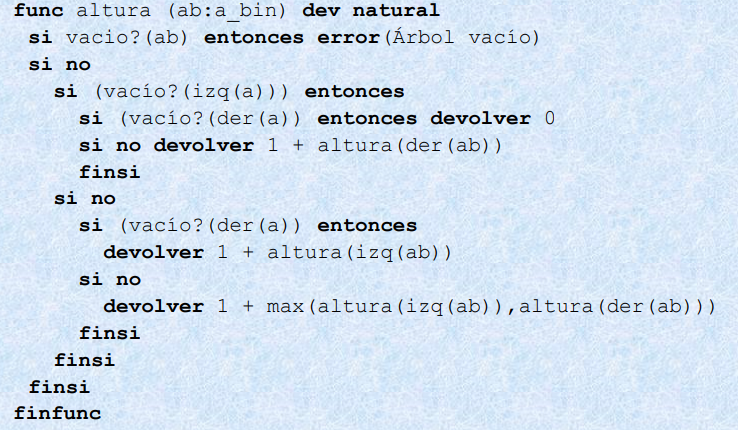 func altura (ab:a_bin) dev natural
si vacio?(ab) entonces error(Árbol vacío)
si no
si (vacío?(izq(a))) entonces
si (vacío?(der(a)) entonces devolver 0
si no devolver 1 + altura(der(ab))
finsi
si no
si (vacío?(der(a)) entonces
devolver 1 + altura(izq(ab))
si no
devolver 1 + max(altura(izq(ab)),altura(der(ab)))
finsi
finsi
finsi
finfunc